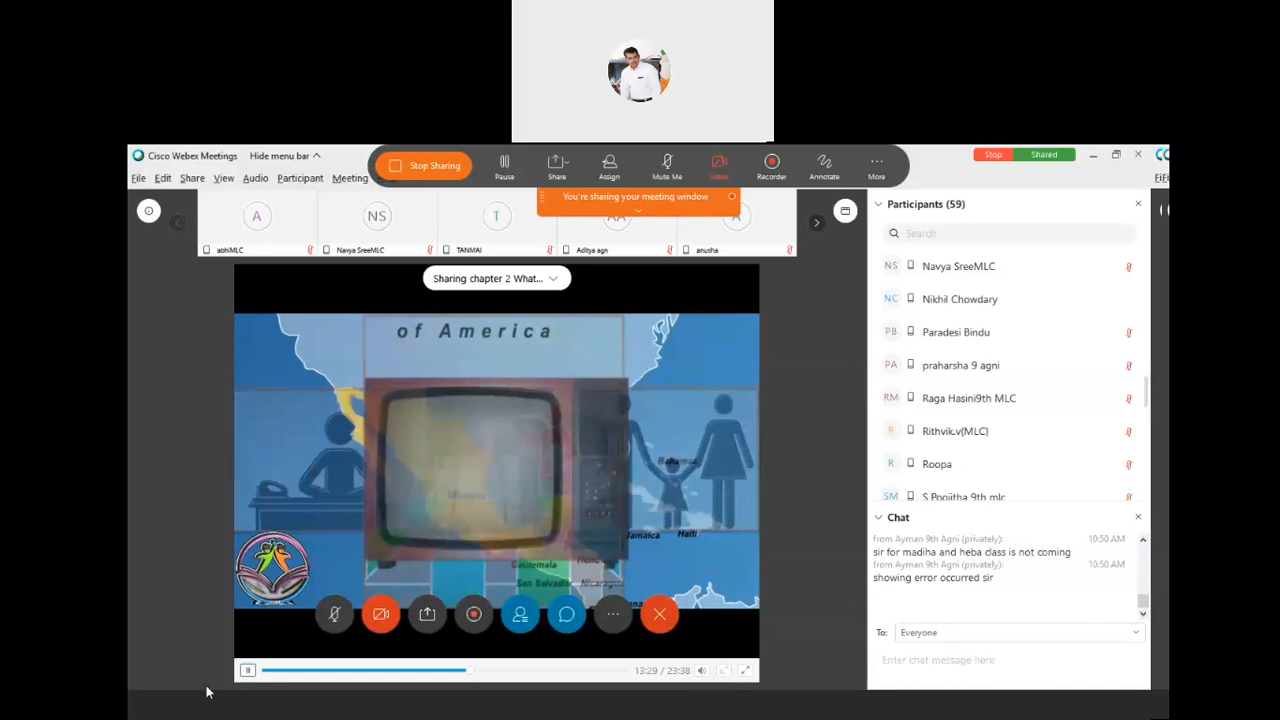 Cisco Webex Meetings
Hide menu bar
Stop Sharing
Pause
Share
Assign
Mute Me
Recorder
Annotate
More
Stop
Shared
File
Edit
Share
View
Audio
Participant
Meeting
You're sharing your meeting window
A
NS
T
abhiMLC
Navya SreeMLC
TANMAI
Aditya agn
anusha
Sharing chapter 2 What...
of America
Bahamas
Jamaica
Haiti
Guatemala
San Salvador
Nicaragua
13:29 / 23:38
Participants (59)
Search
NS
Navya SreeMLC
NC
Nikhil Chowdary
PB
Paradesi Bindu
PA
praharsha 9 agni
RM
Raga Hasini9th MLC
R
Rithvik.v(MLC)
R
Roopa
SM
S Poojitha 9th mlc
Chat
from Ayman 9th Agni (privately):
10:50 AM
sir for madiha and heba class is not coming
from Ayman 9th Agni (privately):
10:50 AM
showing error occurred sir
To:
Everyone
Enter chat message here